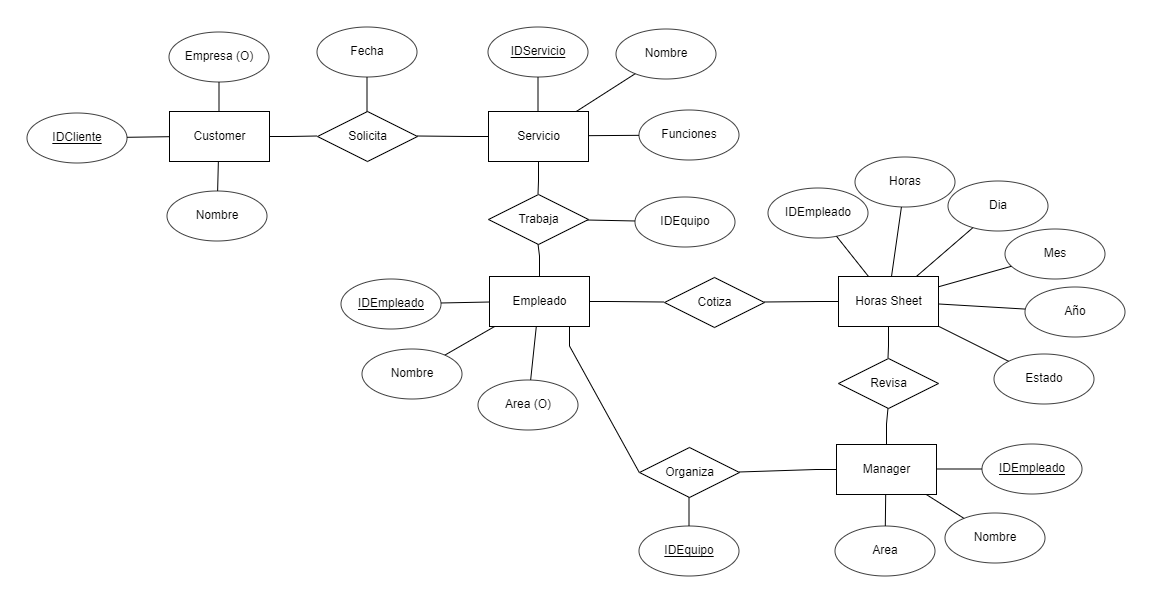 Empresa (O)
Fecha
IDServicio
Nombre
IDCliente
Customer
Solicita
Servicio
Funciones
Nombre
Trabaja
IDEquipo
IDEmpleado
Horas
Dia
Mes
IDEmpleado
Empleado
Cotiza
Horas Sheet
Año
Nombre
Area (O)
Revisa
Estado
Organiza
Manager
IDEmpleado
IDEquipo
Area
Nombre